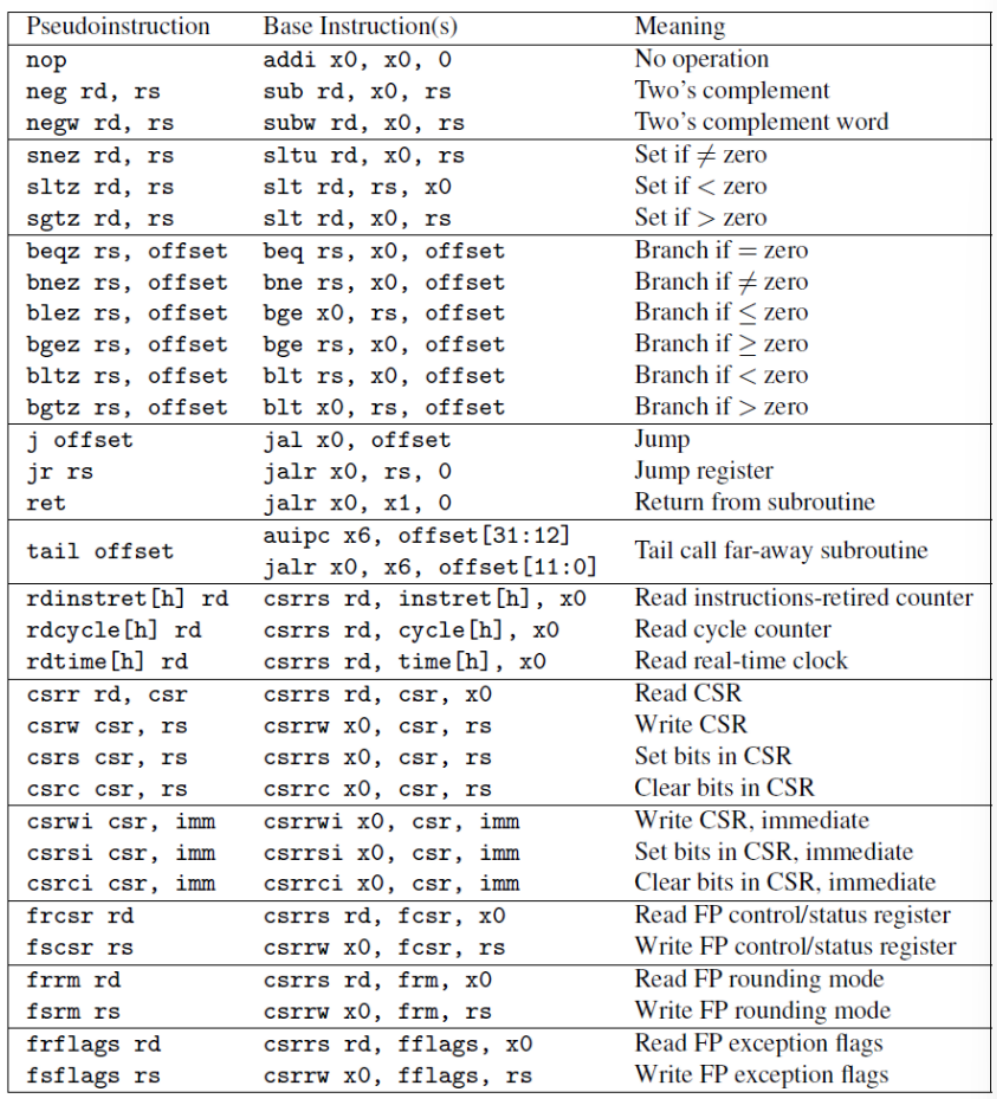 Pseudoinstruction Base Instruction(s) Meaning
nop addi x0, x0, 0 No operation
neg rd, rs sub rd, x0, rs Two's complement
negw rd, rs subw rd, x0, rs Two's complement word
snez rd, rs sltu rd, x0, rs Set if ≠ zero
sltz rd, rs slt rd, rs, x0 Set if < zero
sgtz rd, rs slt rd, x0, rs Set if > zero
beqz rs, offset beq rs, x0, offset Branch if = zero
bnez rs, offset bne rs, x0, offset Branch if ≠ zero
blez rs, offset bge x0, rs, offset Branch if ≤ zero
bgez rs, offset bge rs, x0, offset Branch if ≥ zero
bltz rs, offset blt rs, x0, offset Branch if < zero
bgtz rs, offset blt x0, rs, offset Branch if > zero
j offset jal x0, offset Jump
jr rs jalr x0, rs, 0 Jump register
ret jalr x0, x1, 0 Return from subroutine
tail offset auipc x6, offset[31:12] Tail call far-away subroutine
jalr x0, x6, offset[11:0]
rdinstret[h] rd csrrs rd, instret[h], x0 Read instructions-retired counter
rdcycle[h] rd csrrs rd, cycle[h], x0 Read cycle counter
rdtime[h] rd csrrs rd, time[h], x0 Read real-time clock
csrr rd, csr csrrs rd, csr, x0 Read CSR
csrw csr, rs csrrw x0, csr, rs Write CSR
csrs csr, rs csrrs x0, csr, rs Set bits in CSR
csrc csr, rs csrrc x0, csr, rs Clear bits in CSR
csrwi csr, imm csrrwi x0, csr, imm Write CSR, immediate
csrsi csr, imm csrrsi x0, csr, imm Set bits in CSR, immediate
csrci csr, imm csrrci x0, csr, imm Clear bits in CSR, immediate
frcsr rd csrrs rd, fcsr, x0 Read FP control/status register
fscsr rs csrrw x0, fcsr, rs Write FP control/status register
frrm rd csrrs rd, frm, x0 Read FP rounding mode
fsrm rs csrrw x0, frm, rs Write FP rounding mode
frflags rd csrrs rd, fflags, x0 Read FP exception flags
fsflags rs csrrw x0, fflags, rs Write FP exception flags